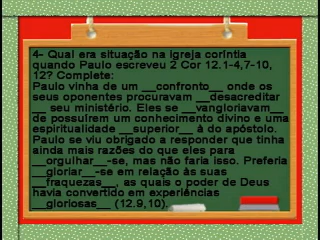 4- Qual era situação na igreja coríntia
quando Paulo escreveu 2 Cor 12.1-4,7-10,
12? Complete:
Paulo vinha de um __confronto__ onde os
seus oponentes procuravam __desacreditar
__ seu ministério. Eles se __vangloriavam__
de possuírem um conhecimento divino e uma
espiritualidade __superior__ à do apóstolo.
Paulo se viu obrigado a responder que tinha
ainda mais razões do que eles para
__orgulhar__-se, mas não faria isso. Preferia
__gloriar__-se em relação às suas
__fraquezas__, as quais o poder de Deus
havia convertido em experiências
__gloriosas__ (12.9,10).